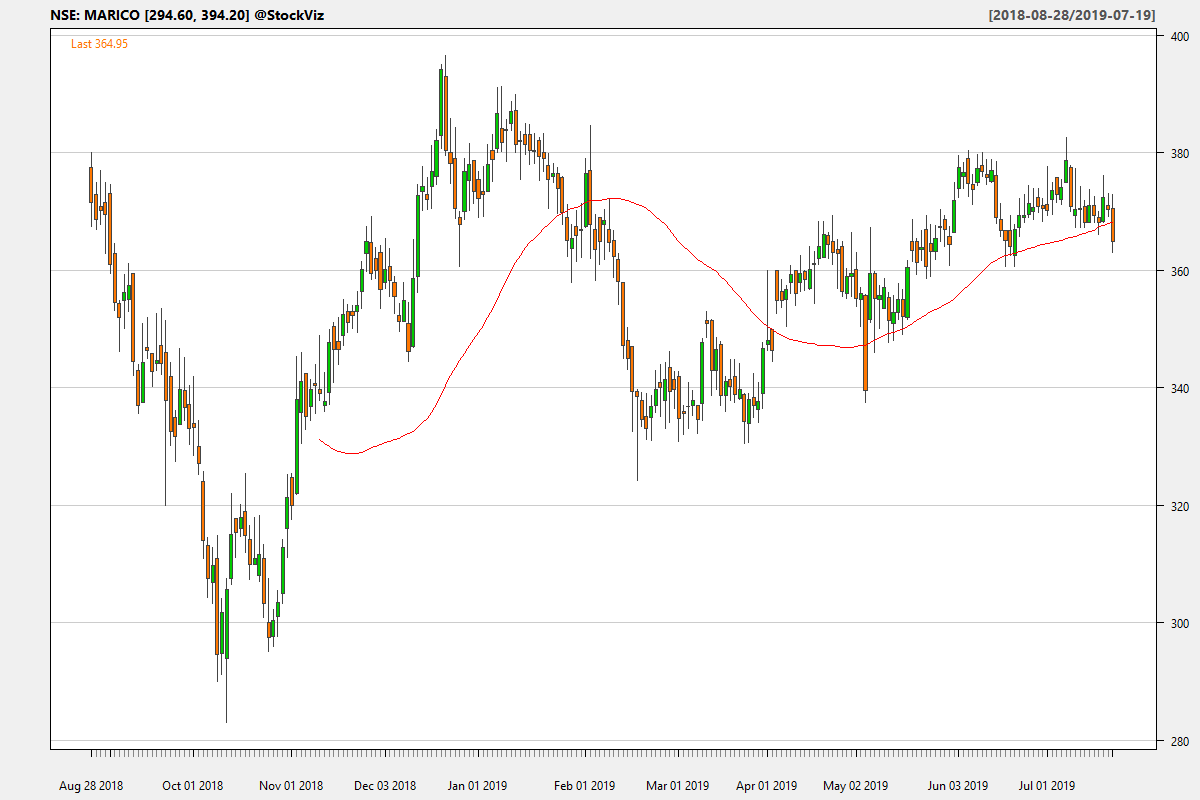 NSE: MARICO [294.60, 394.20] @StockViz
[2018-08-28/2019-07-19]
Last 364.95
400
380
360
340
320
300
280
Aug 28 2018
Oct 01 2018
Nov 01 2018
Dec 03 2018
Jan 01 2019
Feb 01 2019
Mar 01 2019
Apr 01 2019
May 02 2019
Jun 03 2019
Jul 01 2019